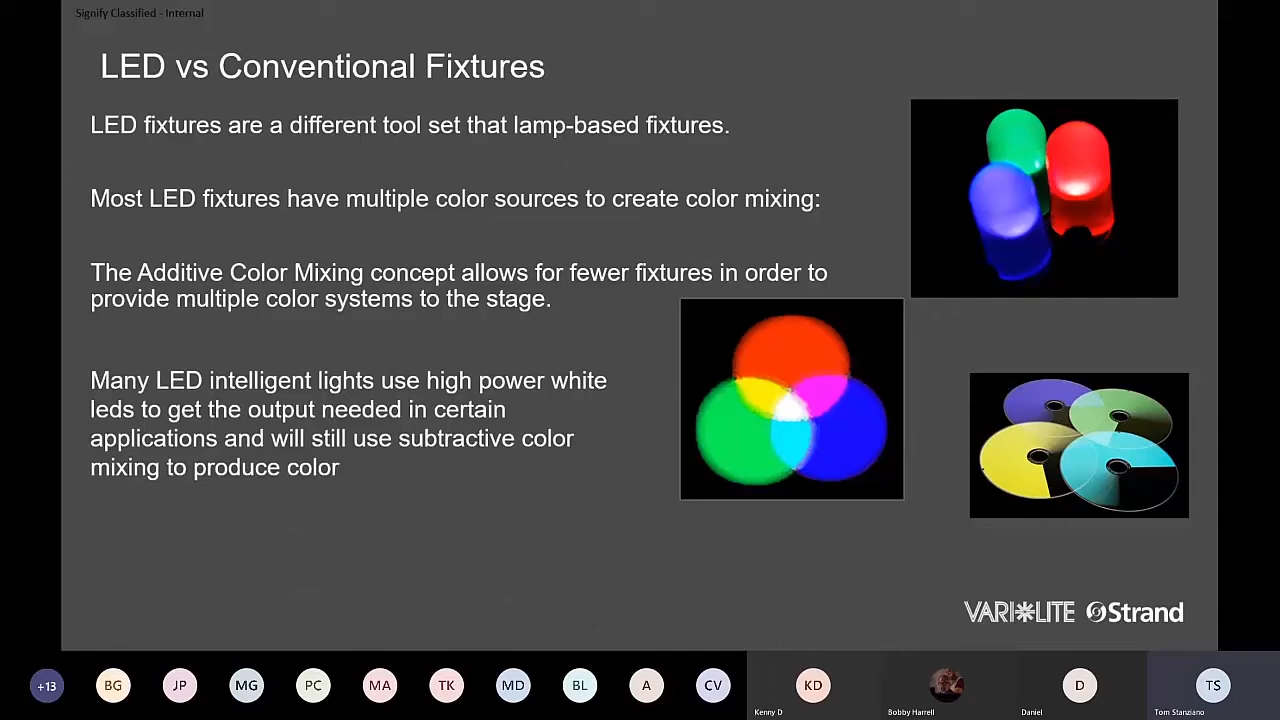 Signify Classified - Internal
LED vs Conventional Fixtures
LED fixtures are a different tool set that lamp-based fixtures.
Most LED fixtures have multiple color sources to create color mixing:
The Additive Color Mixing concept allows for fewer fixtures in order to
provide multiple color systems to the stage.
Many LED intelligent lights use high power white
leds to get the output needed in certain
applications and will still use subtractive color
mixing to produce color
VARI LITE Strand
+13 BG JP MG PC MA TK MD BL A CV KD D TS
Kenny D Bobby Harrell Daniel Tom Stanziano